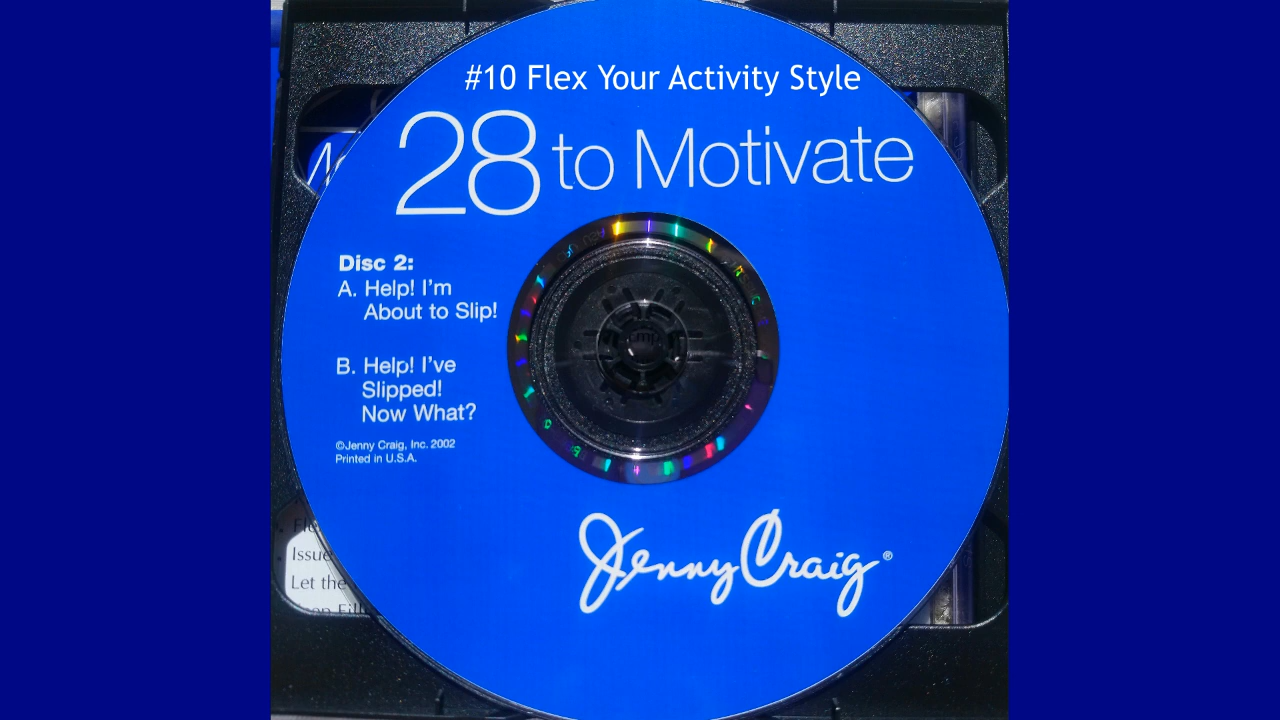 #10 Flex Your Activity Style
28 to Motivate
Disc 2:
A. Help! I'm
About to Slip!
B. Help! I've
Slipped!
Now What?
©Jenny Craig, Inc. 2002
Printed in U.S.A.
Jenny Craig®
Issue
Let the
cmp